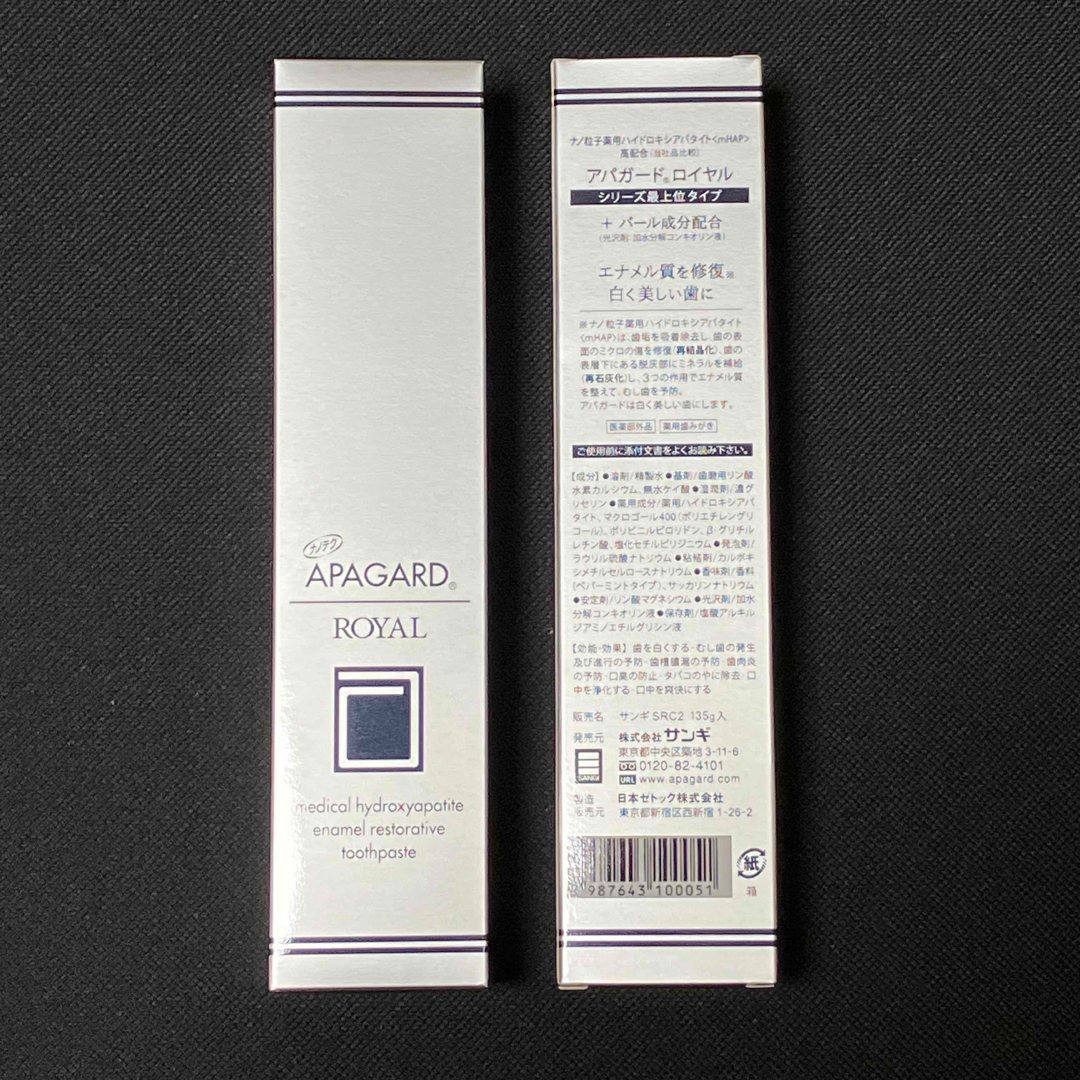 ナノテク
APAGARD®
ROYAL
medical hydroxyapatite
enamel restorative
toothpaste
ナノ粒子薬用ハイドロキシアパタイト<mHAP>
高配合(当社品比較)
アパガード®ロイヤル
シリーズ最上位タイプ
+ パール成分配合
(光沢剤:加水分解コンキオリン液)
エナメル質を修復※
白く美しい歯に
※ナノ粒子薬用ハイドロキシアパタイト
<mHAP>は、歯垢を吸着除去し、歯の表
面のミクロの傷を修復(再結晶化)、歯の
表層下にある脱灰部にミネラルを補給
(再石灰化)し、3つの作用でエナメル質
を整えて、むし歯を予防。
アパガードは白く美しい歯にします。
医薬部外品 薬用歯みがき
ご使用前に添付文書をよくお読み下さい。
【成分】●溶剤/精製水●基剤/歯磨用リン酸
水素カルシウム、無水ケイ酸●湿潤剤/濃グ
リセリン●薬用成分/薬用ハイドロキシアパ
タイト、マクロゴール400(ポリエチレングリ
コール)、ポリビニルピロリドン、β-グリチル
レチン酸、塩化セチルピリジニウム●発泡剤/
ラウリル硫酸ナトリウム●粘結剤/カルボキ
シメチルセルロースナトリウム●香味剤/香料
(ペパーミントタイプ)、サッカリンナトリウム
●安定剤/リン酸マグネシウム●光沢剤/加水
分解コンキオリン液●保存剤/塩酸アルキル
ジアミノエチルグリシン液
【効能・効果】歯を白くする・むし歯の発生
及び進行の予防・歯槽膿漏の予防・歯肉炎
の予防・口臭の防止・タバコのやに除去・口
中を浄化する・口中を爽快にする
販売名 サンギSRC2 135g入
発売元 株式会社サンギ
東京都中央区築地3-11-6
0120-82-4101
SANGI
URL www.apagard.com
製造 日本ゼトック株式会社
販売元 東京都新宿区西新宿1-26-2
987643 100051
紙
箱